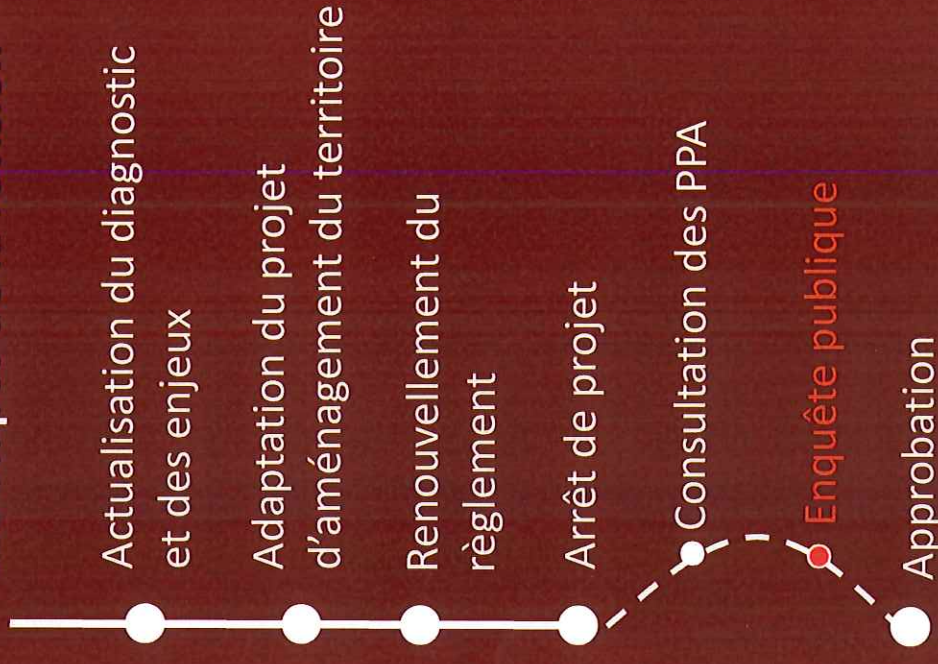 Actualisation du diagnostic
et des enjeux
Adaptation du projet
d'aménagement du territoire
Renouvellement du
règlement
Arrêt de projet
Consultation des PPA
Enquête publique
Approbation